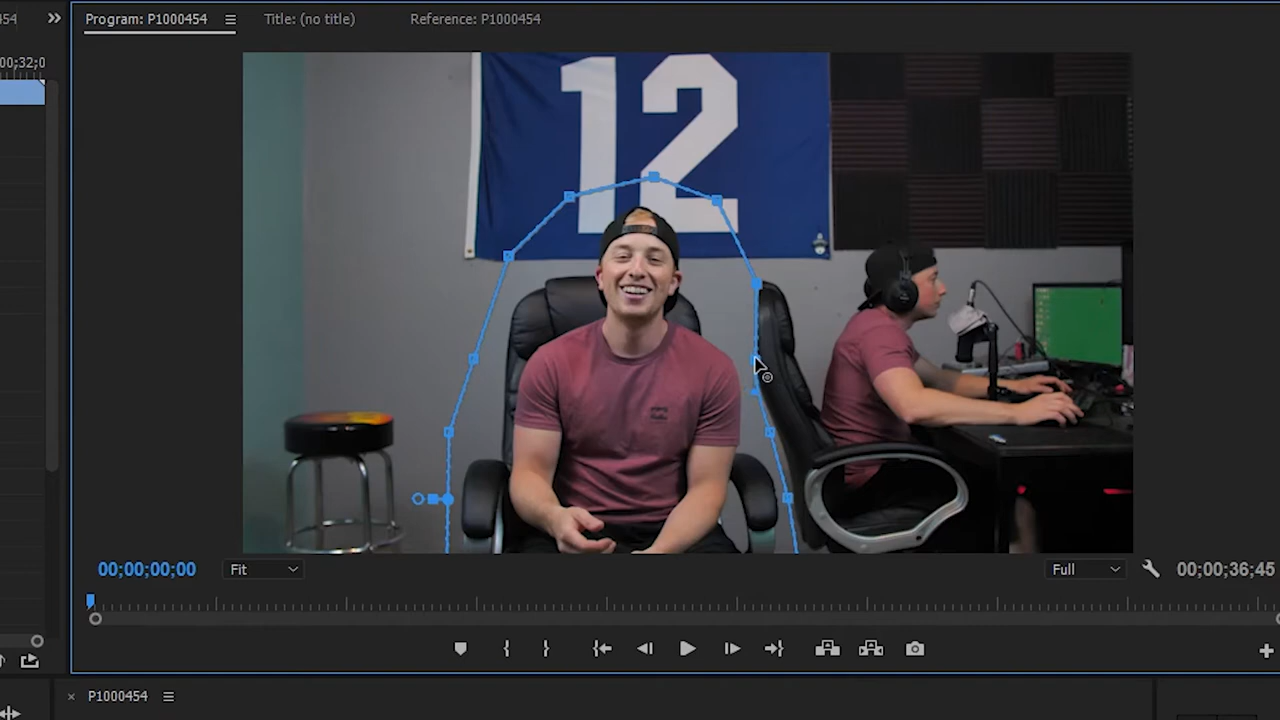 454
Program: P1000454
Title: (no title)
Reference: P1000454
00;32;0
12
00;00;00;00
Fit
Full
00;00;36;45
P1000454